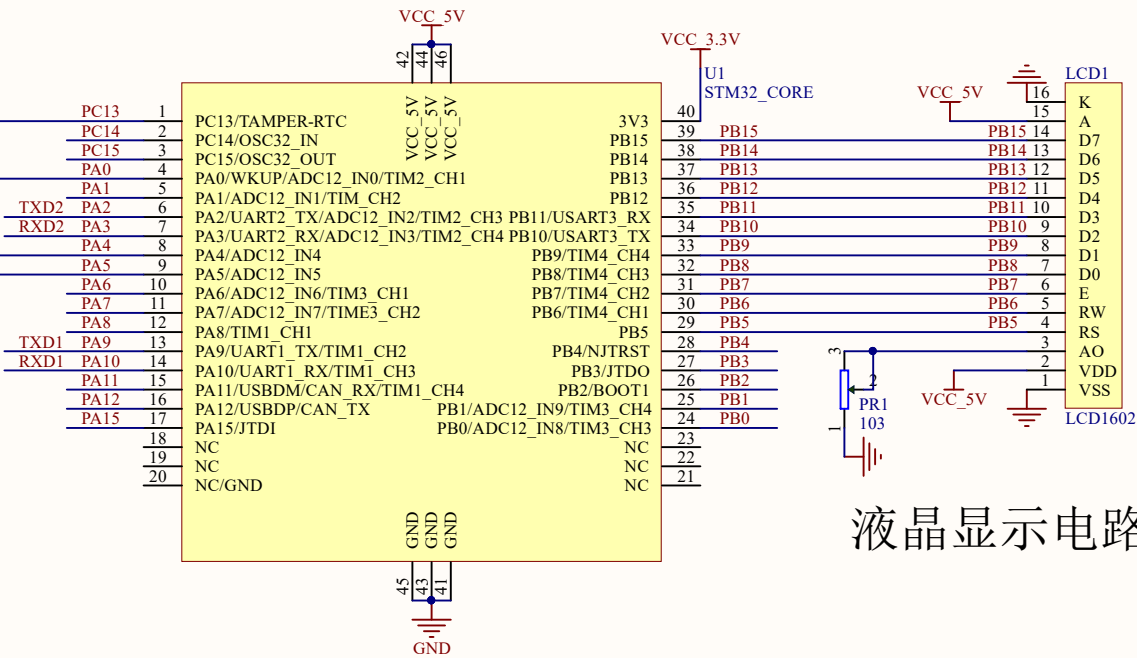 VCC_5V
42
44
46
VCC_3.3V
U1
STM32_CORE
VCC_5V
VCC_5V
VCC_5V
PC13 1 PC13/TAMPER-RTC
PC14 2 PC14/OSC32_IN
PC15 3 PC15/OSC32_OUT
PA0 4 PA0/WKUP/ADC12_IN0/TIM2_CH1
PA1 5 PA1/ADC12_IN1/TIM_CH2
TXD2 PA2 6 PA2/UART2_TX/ADC12_IN2/TIM2_CH3
RXD2 PA3 7 PA3/UART2_RX/ADC12_IN3/TIM2_CH4
PA4 8 PA4/ADC12_IN4
PA5 9 PA5/ADC12_IN5
PA6 10 PA6/ADC12_IN6/TIM3_CH1
PA7 11 PA7/ADC12_IN7/TIME3_CH2
PA8 12 PA8/TIM1_CH1
TXD1 PA9 13 PA9/UART1_TX/TIM1_CH2
RXD1 PA10 14 PA10/UART1_RX/TIM1_CH3
PA11 15 PA11/USBDM/CAN_RX/TIM1_CH4
PA12 16 PA12/USBDP/CAN_TX
PA15 17 PA15/JTDI
18 NC
19 NC
20 NC/GND
3V3 40
PB15 39 PB15
PB14 38 PB14
PB13 37 PB13
PB12 36 PB12
PB11/USART3_RX 35 PB11
PB10/USART3_TX 34 PB10
PB9/TIM4_CH4 33 PB9
PB8/TIM4_CH3 32 PB8
PB7/TIM4_CH2 31 PB7
PB6/TIM4_CH1 30 PB6
PB5 29 PB5
PB4/NJTRST 28 PB4
PB3/JTDO 27 PB3
PB2/BOOT1 26 PB2
PB1/ADC12_IN9/TIM3_CH4 25 PB1
PB0/ADC12_IN8/TIM3_CH3 24 PB0
NC 23
NC 22
NC 21
GND
GND
GND
45
43
41
GND
LCD1
VCC_5V
16 K
15 A
PB15 14 D7
PB14 13 D6
PB13 12 D5
PB12 11 D4
PB11 10 D3
PB10 9 D2
PB9 8 D1
PB8 7 D0
PB7 6 E
PB6 5 RW
PB5 4 RS
3 AO
2 VDD
1 VSS
LCD1602
VCC_5V
3
2
1
PR1
103
液晶显示电路